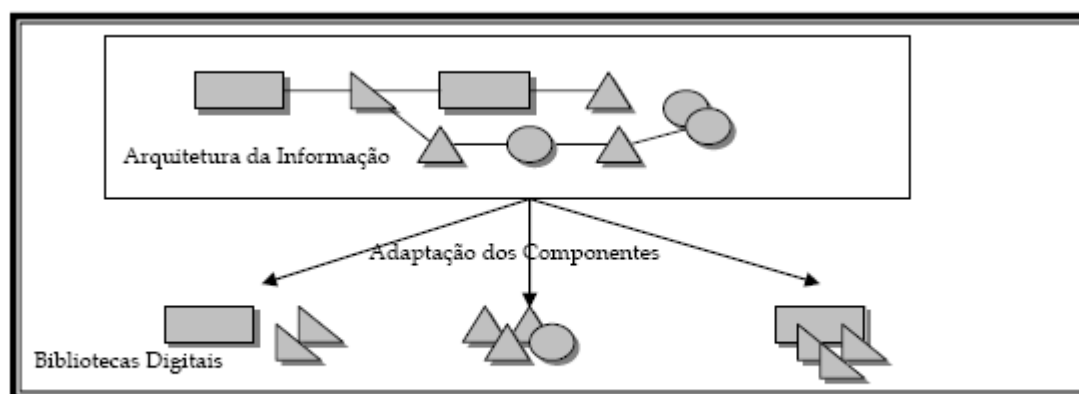 Arquitetura da Informação
Adaptação dos Componentes
Bibliotecas Digitais